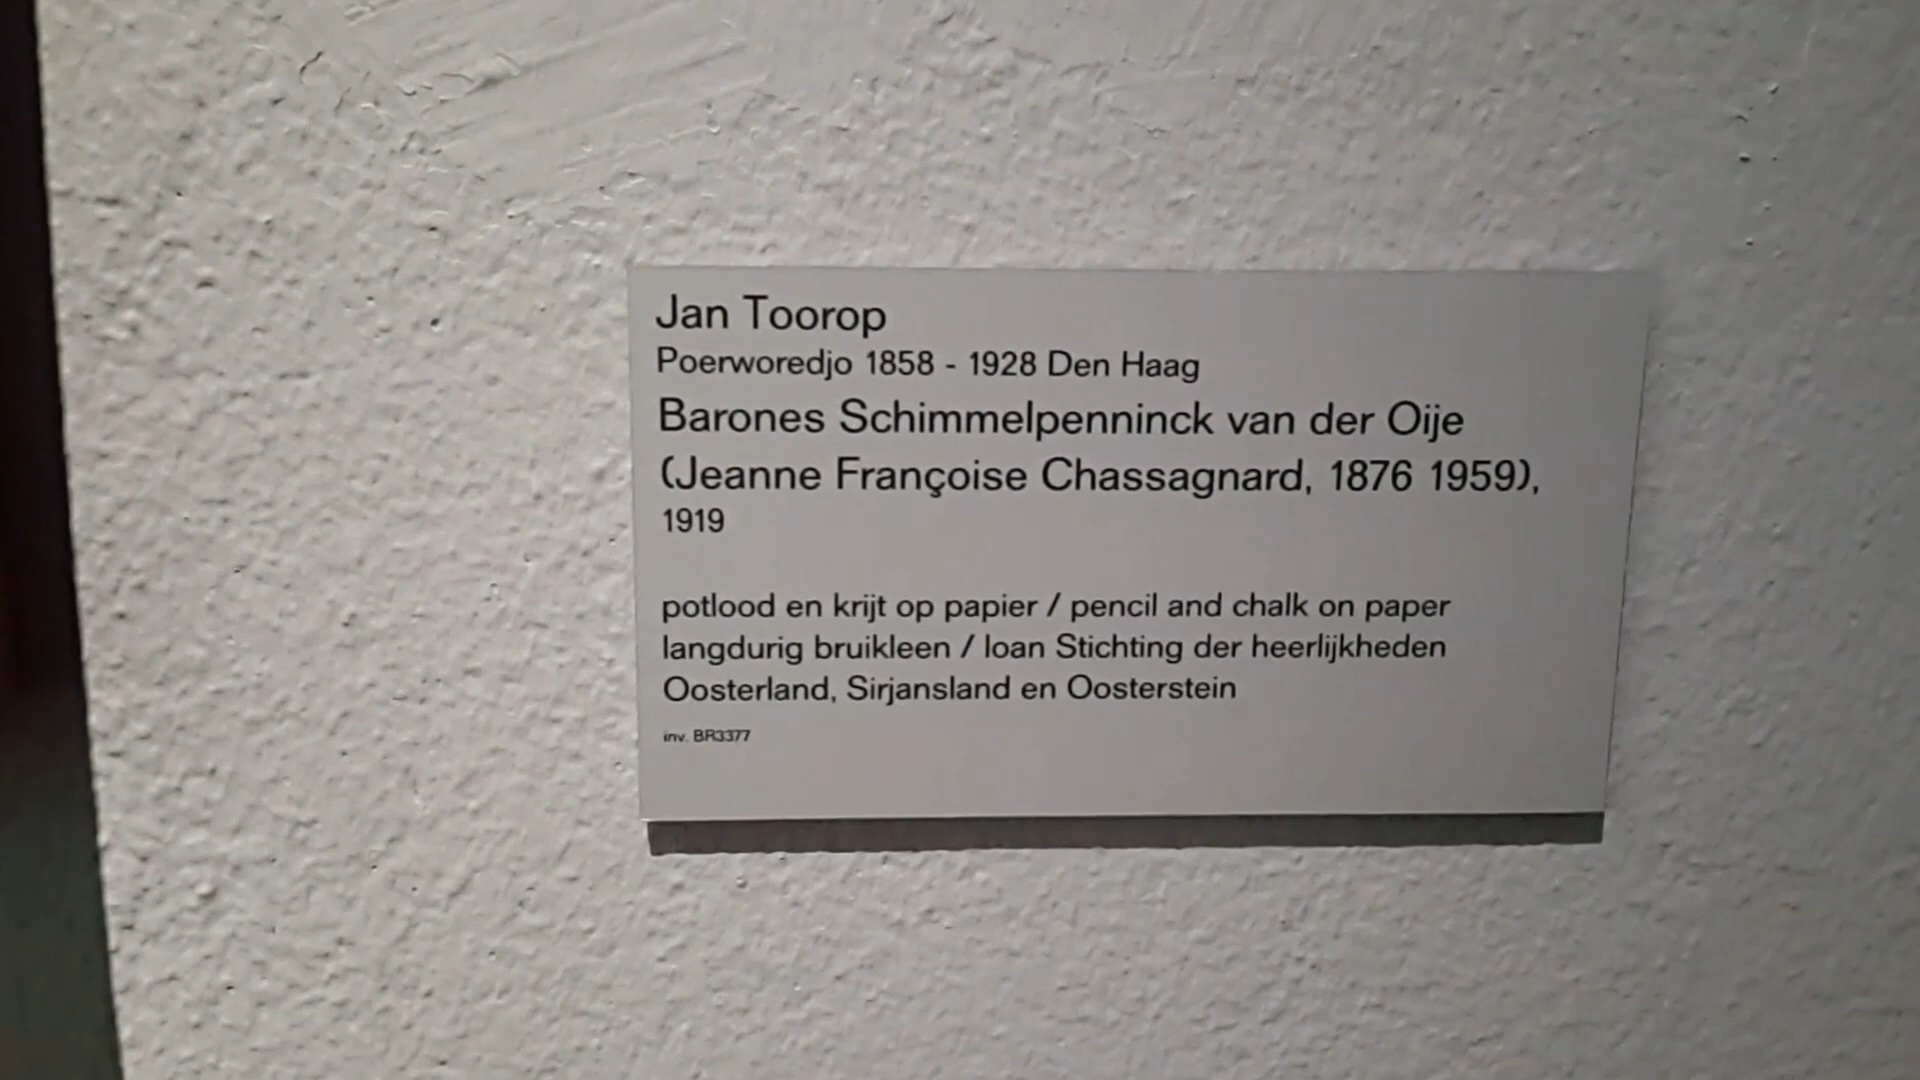 Jan Toorop
Poerworedjo 1858 - 1928 Den Haag
Barones Schimmelpenninck van der Oije
(Jeanne Françoise Chassagnard, 1876 1959),
1919
potlood en krijt op papier / pencil and chalk on paper
langdurig bruikleen / loan Stichting der heerlijkheden
Oosterland, Sirjansland en Oosterstein
inv. BR3377